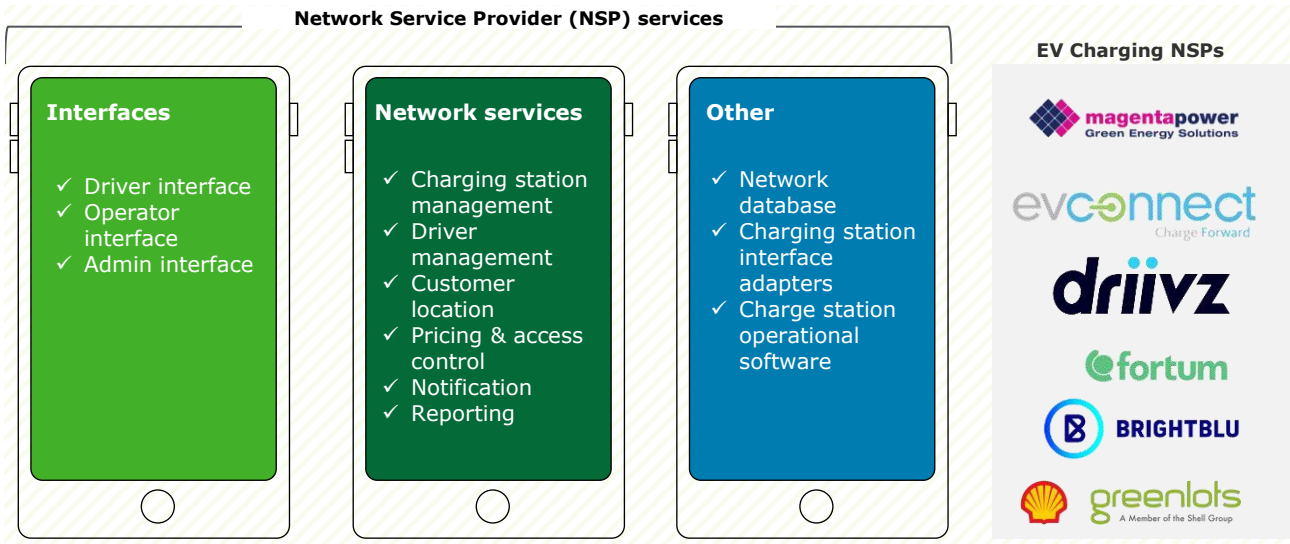 Network Service Provider (NSP) services
Interfaces
✓ Driver interface
✓ Operator
interface
✓ Admin interface
Network services
✓ Charging station
management
✓ Driver
management
✓ Customer
location
✓ Pricing & access
control
✓ Notification
✓ Reporting
Other
✓ Network
database
✓ Charging station
interface
adapters
✓ Charge station
operational
software
EV Charging NSPs
magentapower
Green Energy Solutions
evconnect
Charge Forward
driivz
fortum
BRIGHTBLU
greenlots
A Member of the Shell Group